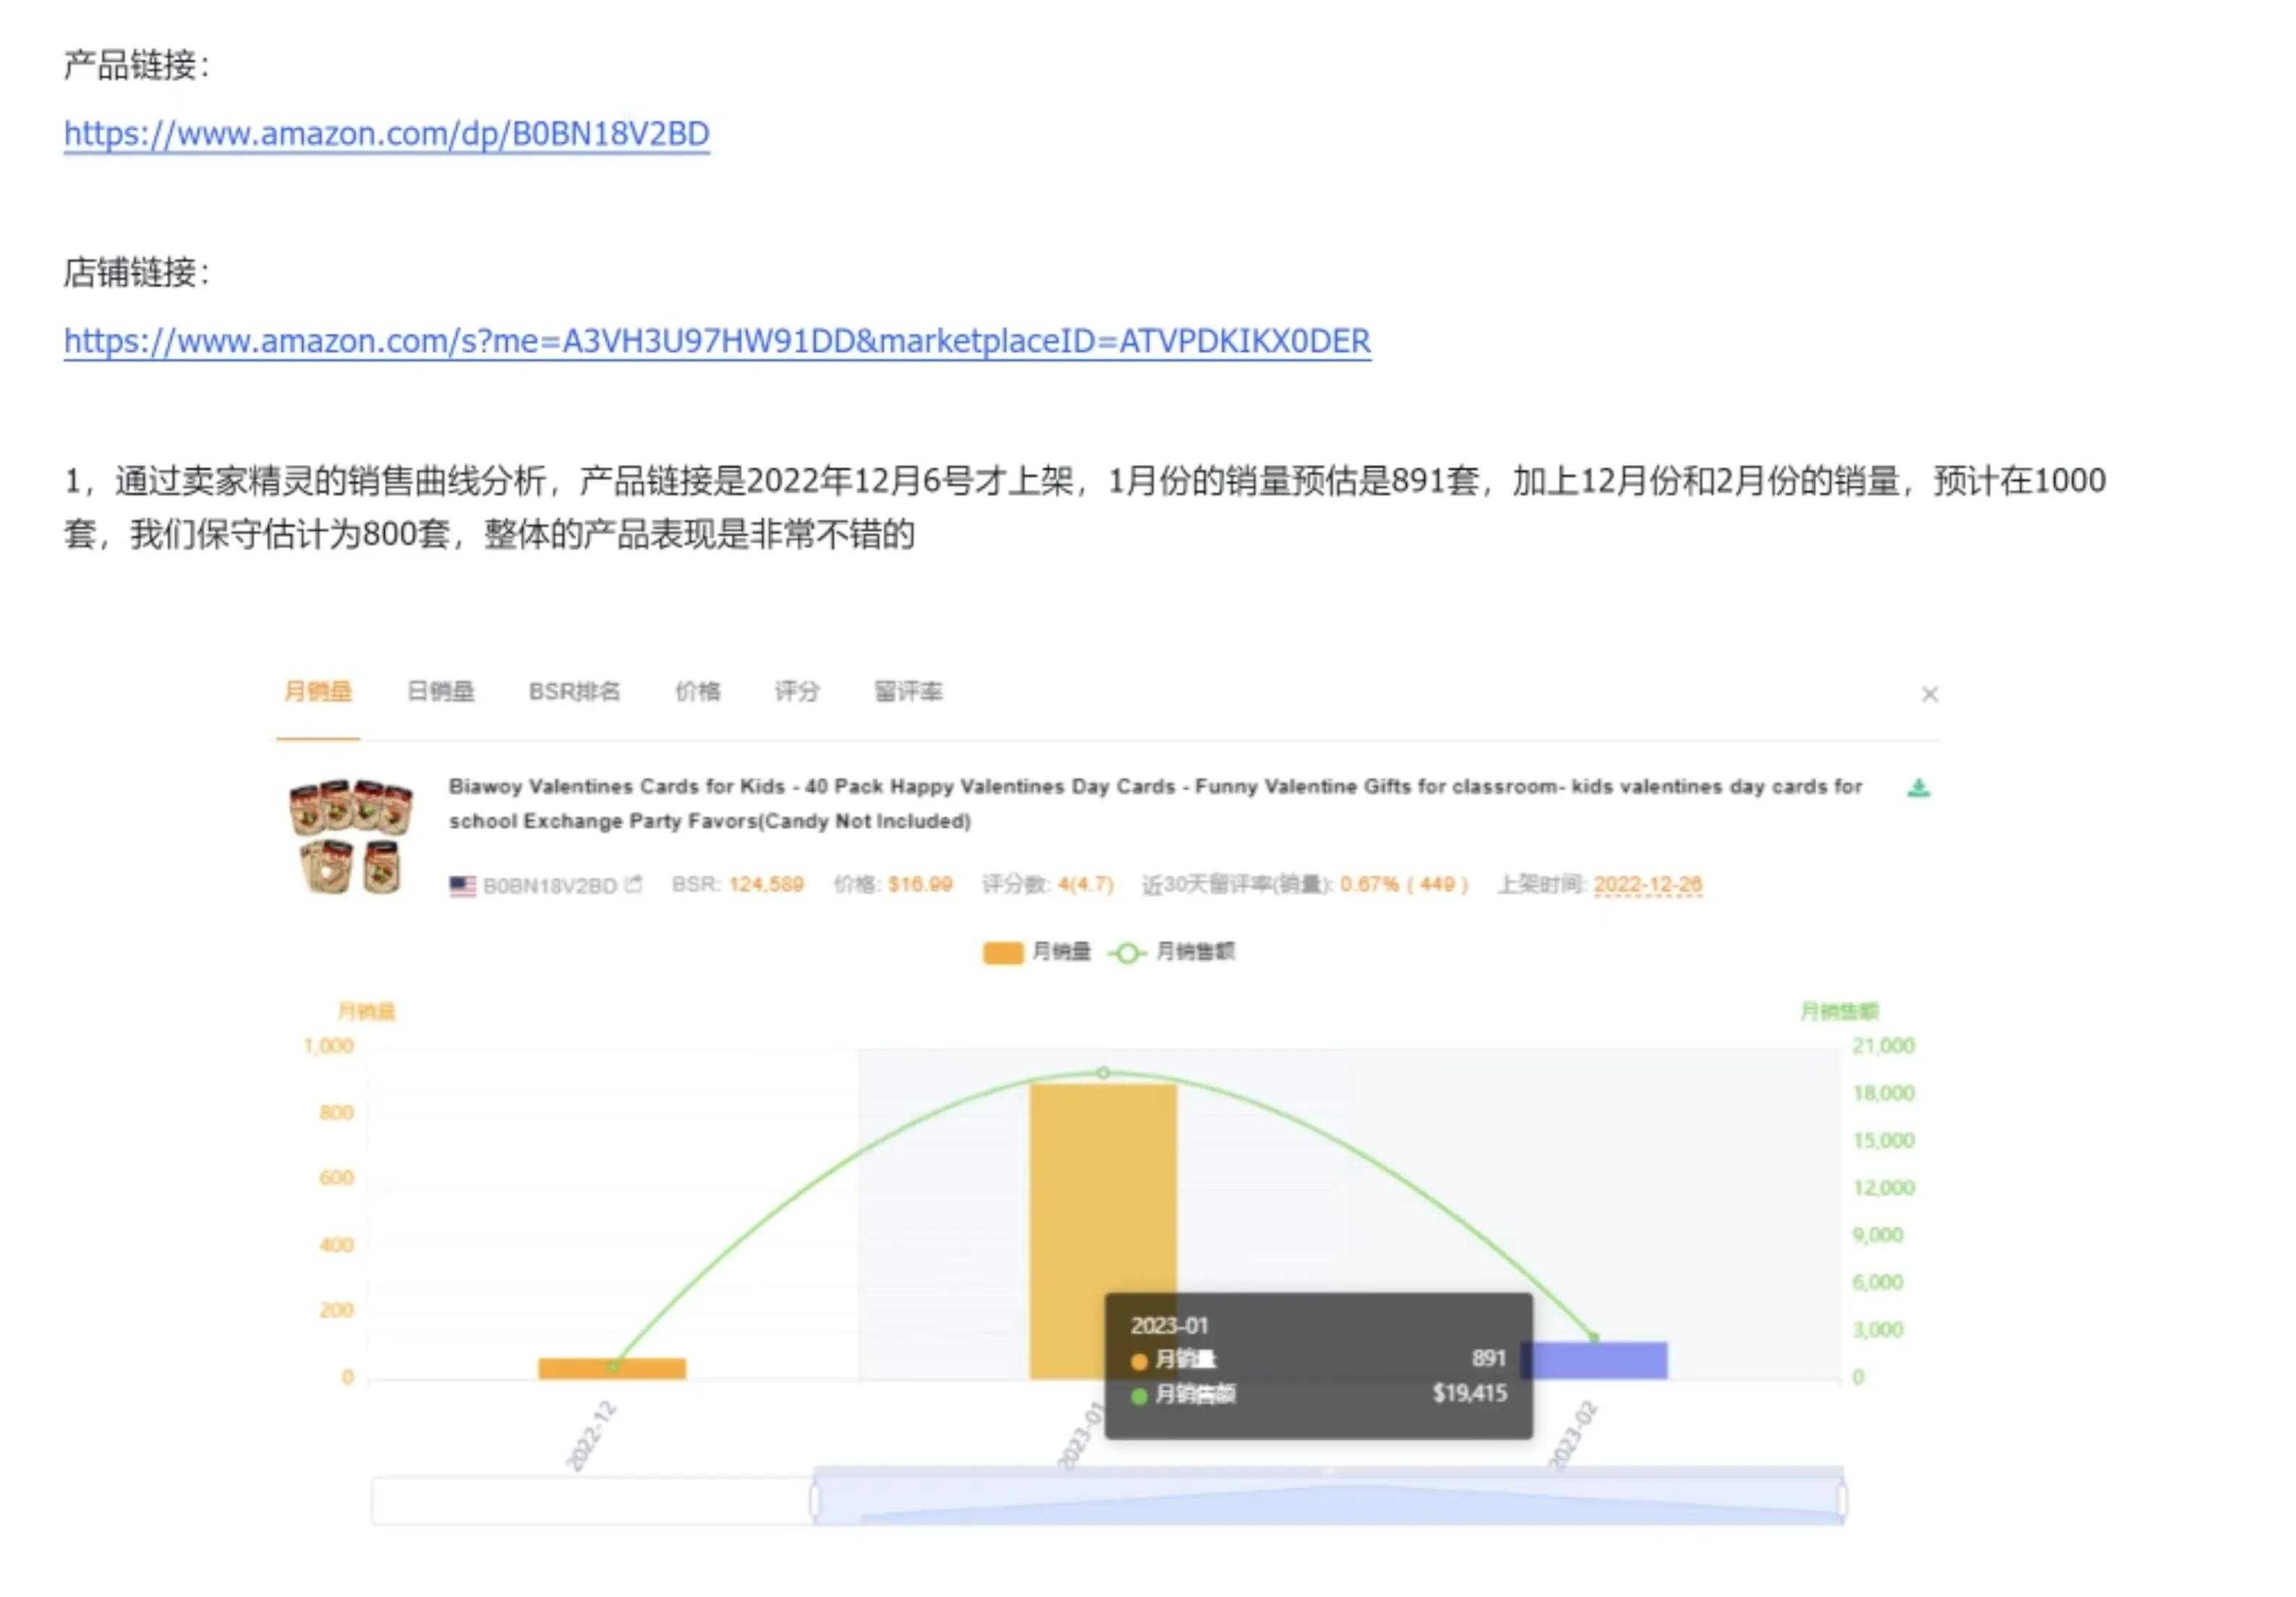 产品链接：
https://www.amazon.com/dp/B0BN18V2BD
店铺链接：
https://www.amazon.com/s?me=A3VH3U97HW91DD&marketplaceID=ATVPDKIKX0DER
1，通过卖家精灵的销售曲线分析，产品链接是2022年12月6号才上架，1月份的销量预估是891套，加上12月份和2月份的销量，预计在1000
套，我们保守估计为800套，整体的产品表现是非常不错的
月销量 日销量 BSR排名 价格 评分 留评率
Biawoy Valentines Cards for Kids - 40 Pack Happy Valentines Day Cards - Funny Valentine Gifts for classroom- kids valentines day cards for
school Exchange Party Favors(Candy Not Included)
B0BN18V2BD BSR: 124,589 价格: $16.99 评分数: 4(4.7) 近30天留评率(销量): 0.67% ( 449 ) 上架时间: 2022-12-26
月销量 月销售额
月销量 月销售额
1,000 21,000
800 18,000
15,000
600 12,000
400 9,000
6,000
200 3,000
0 0
2023-01
月销量 891
月销售额 $19,415
2022-12 2023-01 2023-02